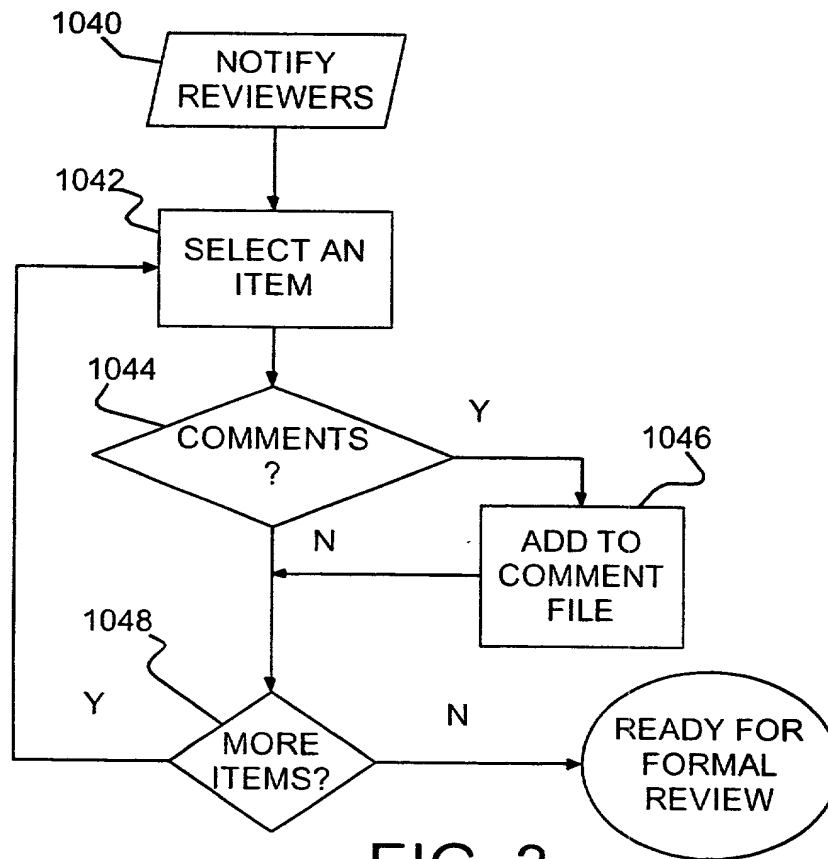 1040
NOTIFY
REVIEWERS
1042
SELECT AN
ITEM
1044
COMMENTS
?
Y
1046
N
ADD TO
COMMENT
FILE
1048
Y
MORE
ITEMS?
N
READY FOR
FORMAL
REVIEW
FIG.